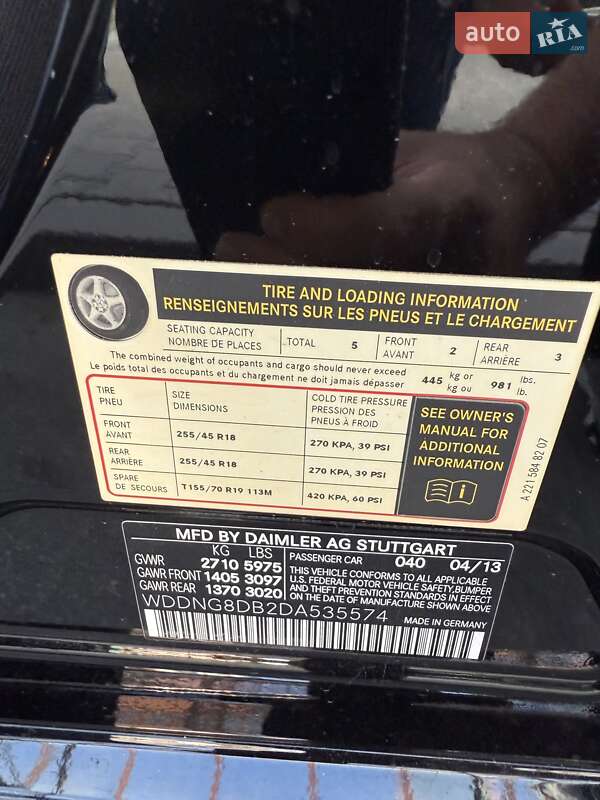 auto RIA .com
TIRE AND LOADING INFORMATION
RENSEIGNEMENTS SUR LES PNEUS ET LE CHARGEMENT
SEATING CAPACITY
NOMBRE DE PLACES
TOTAL 5
FRONT
AVANT
2
REAR
ARRIÈRE
3
The combined weight of occupants and cargo should never exceed
Le poids total des occupants et du chargement ne doit jamais dépasser
445 kg or
kg ou
981 lbs.
lb.
TIRE
PNEU
SIZE
DIMENSIONS
COLD TIRE PRESSURE
PRESSION DES
PNEUS À FROID
FRONT
AVANT
255/45 R18
270 KPA, 39 PSI
REAR
ARRIÈRE
255/45 R18
270 KPA, 39 PSI
SPARE
DE SECOURS
T155/70 R19 113M
420 KPA, 60 PSI
SEE OWNER'S
MANUAL FOR
ADDITIONAL
INFORMATION
A 221 584 82 07
MFD BY DAIMLER AG STUTTGART
KG LBS
GVWR 2710 5975
GAWR FRONT 1405 3097
GAWR REAR 1370 3020
PASSENGER CAR 040 04/13
THIS VEHICLE CONFORMS TO ALL APPLICABLE
U.S. FEDERAL MOTOR VEHICLE SAFETY,BUMPER
AND THEFT PREVENTION STANDARDS IN EFFECT
ON THE DATE OF MANUFACTURE SHOWN ABOVE.
WDDNG8DB2DA535574
MADE IN GERMANY